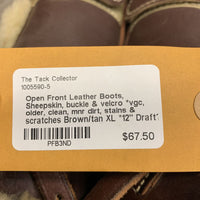 The Tack Collector
1005590-5
Open Front Leather Boots,
Sheepskin, buckle & velcro *vgc,
older, clean, mnr dirt, stains &
scratches Brown/tan XL "12" Draft"
PFB3ND
$67.50